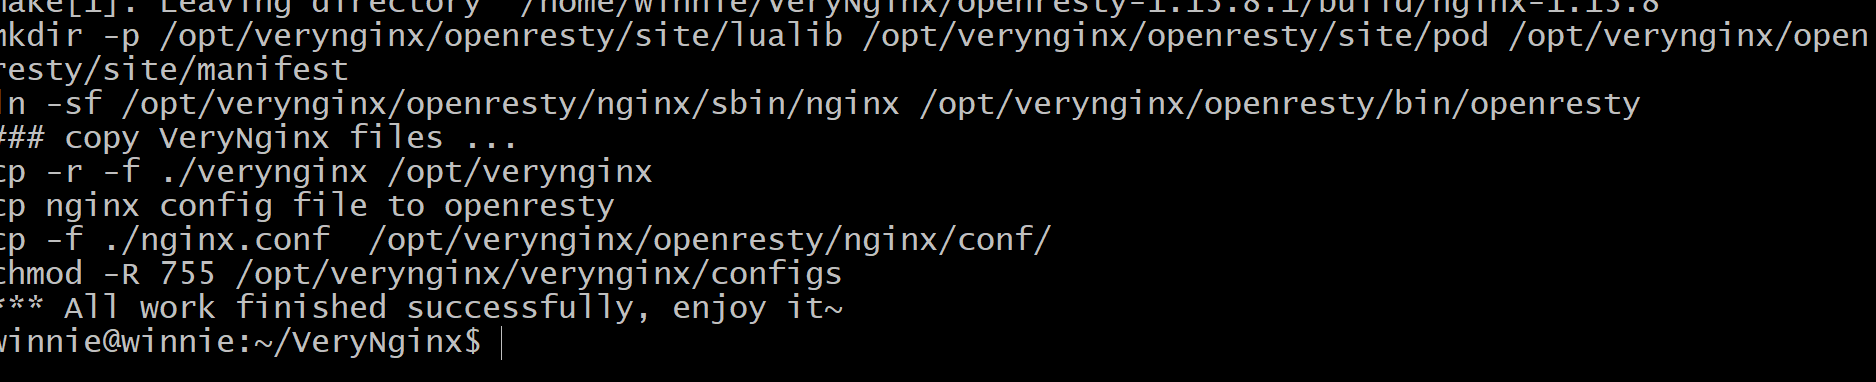 make[1]: Leaving directory '/home/winnie/VeryNginx/openresty-1.15.8.1/build/nginx-1.15.8'
mkdir -p /opt/verynginx/openresty/site/lualib /opt/verynginx/openresty/site/pod /opt/verynginx/open
resty/site/manifest
ln -sf /opt/verynginx/openresty/nginx/sbin/nginx /opt/verynginx/openresty/bin/openresty
### copy VeryNginx files ...
cp -r -f ./verynginx /opt/verynginx
cp nginx config file to openresty
cp -f ./nginx.conf  /opt/verynginx/openresty/nginx/conf/
chmod -R 755 /opt/verynginx/verynginx/configs
*** All work finished successfully, enjoy it~
winnie@winnie:~/VeryNginx$